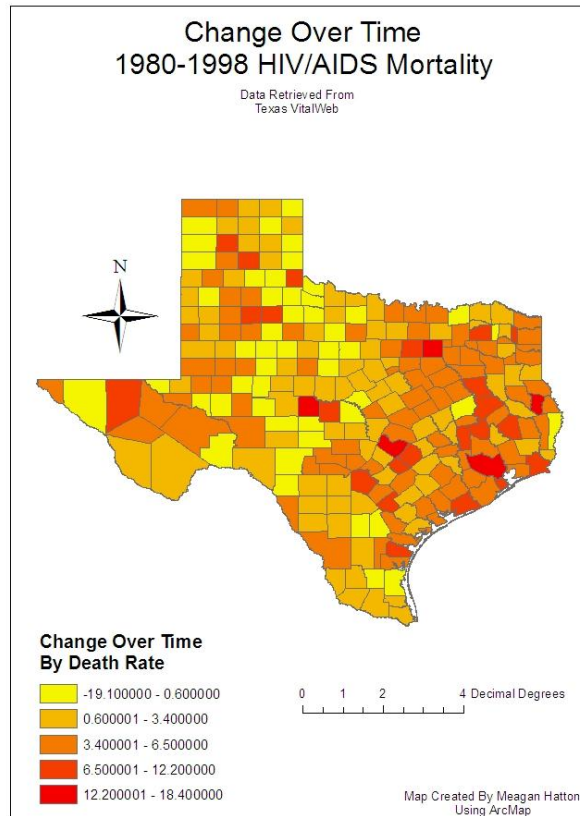 Change Over Time
1980-1998 HIV/AIDS Mortality
Data Retrieved From
Texas VitalWeb
N
Change Over Time
By Death Rate
-19.100000 - 0.600000
0.600001 - 3.400000
3.400001 - 6.500000
6.500001 - 12.200000
12.200001 - 18.400000
0 1 2 4 Decimal Degrees
Map Created By Meagan Hatton
Using ArcMap